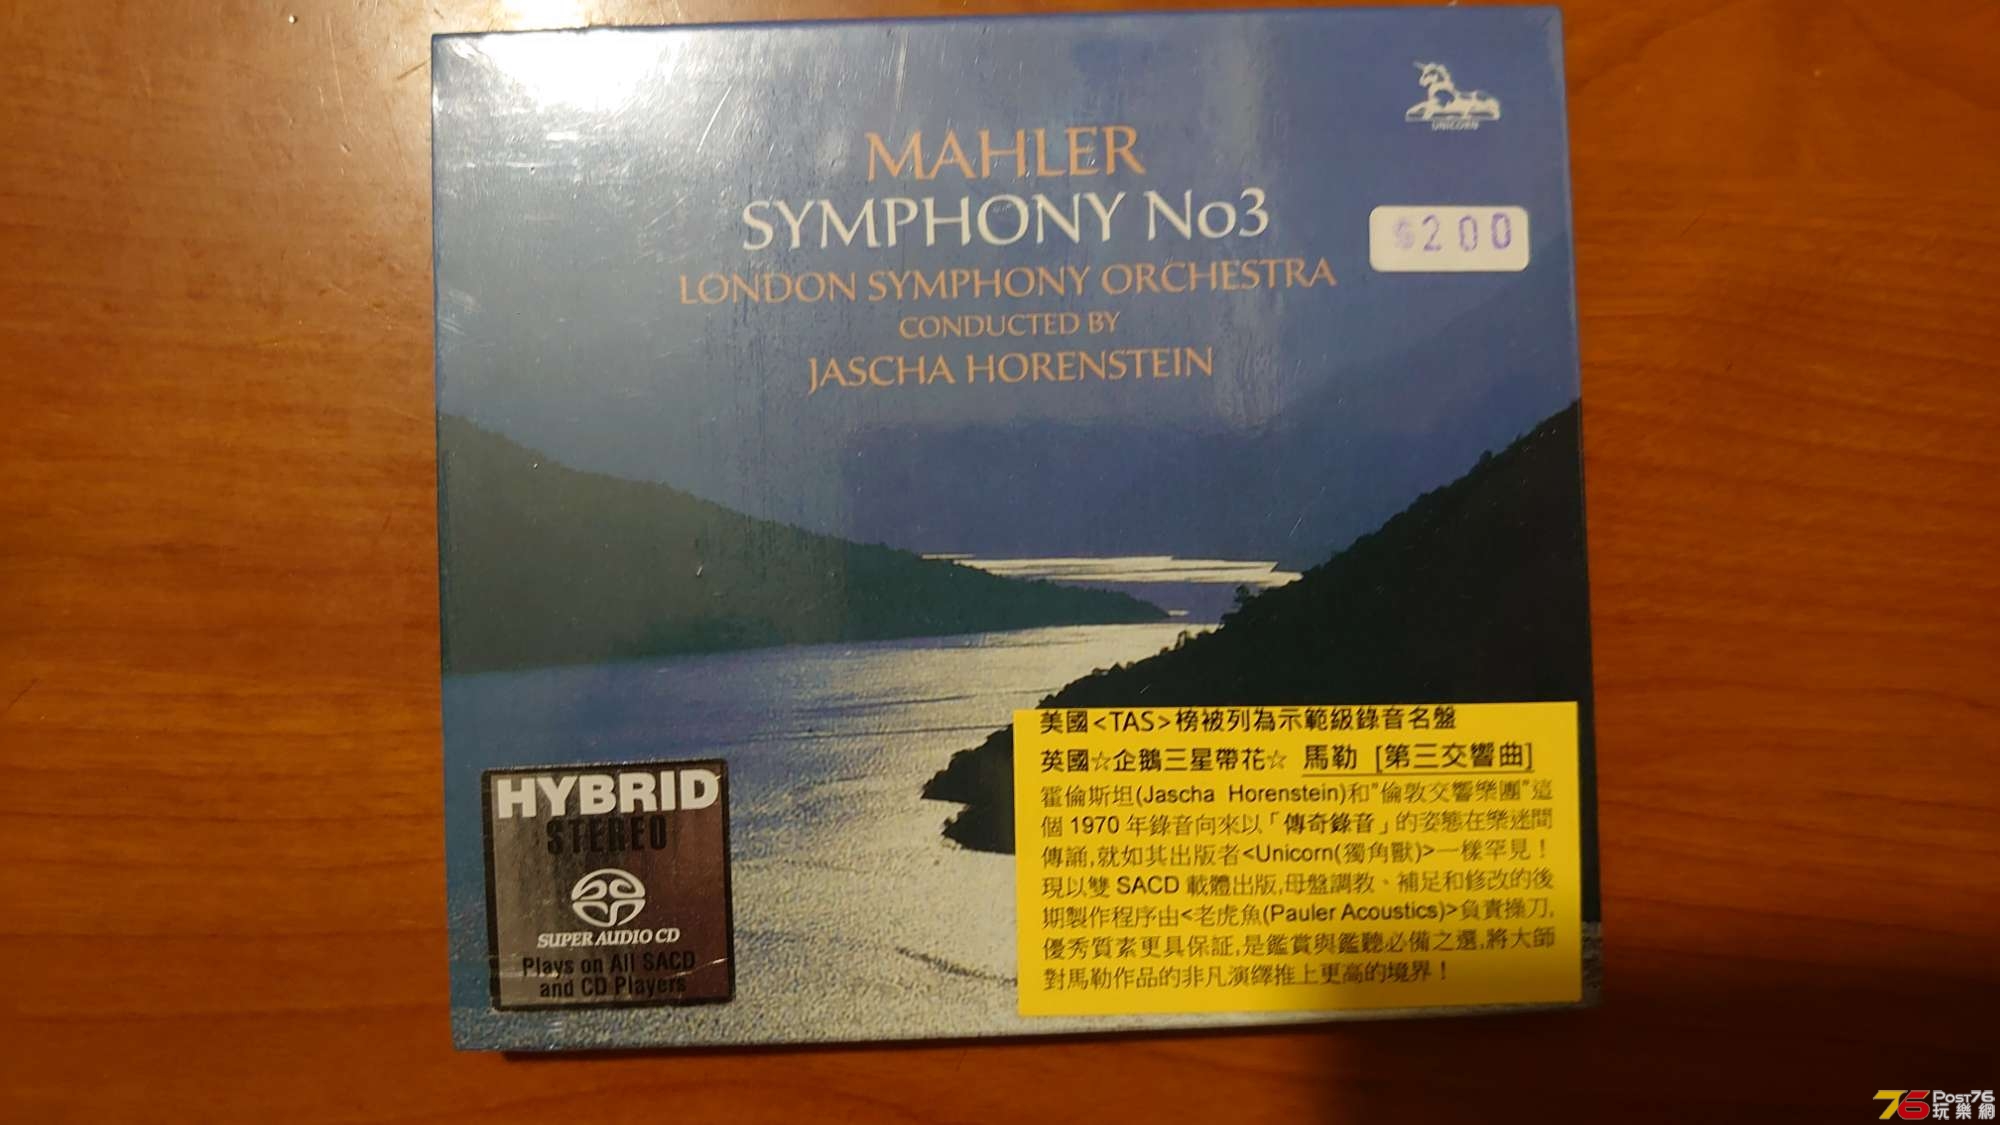 UNICORN
MAHLER
SYMPHONY No3
$200
LONDON SYMPHONY ORCHESTRA
CONDUCTED BY
JASCHA HORENSTEIN
美國<TAS>榜被列為示範級錄音名盤
英國☆企鵝三星帶花☆ 馬勒 [第三交響曲]
霍倫斯坦(Jascha Horenstein)和"倫敦交響樂團"這
個 1970 年錄音向來以「傳奇錄音」的姿態在樂迷間
傳誦,就如其出版者<Unicorn(獨角獸)>一樣罕見！
現以雙 SACD 載體出版,母盤調教、補足和修改的後
期製作程序由<老虎魚(Pauler Acoustics)>負責操刀,
優秀質素更具保証,是鑑賞與鑑聽必備之選,將大師
對馬勒作品的非凡演繹推上更高的境界！
HYBRID
STEREO
SUPER AUDIO CD
Plays on All SACD
and CD Players
76 Post76
玩樂網